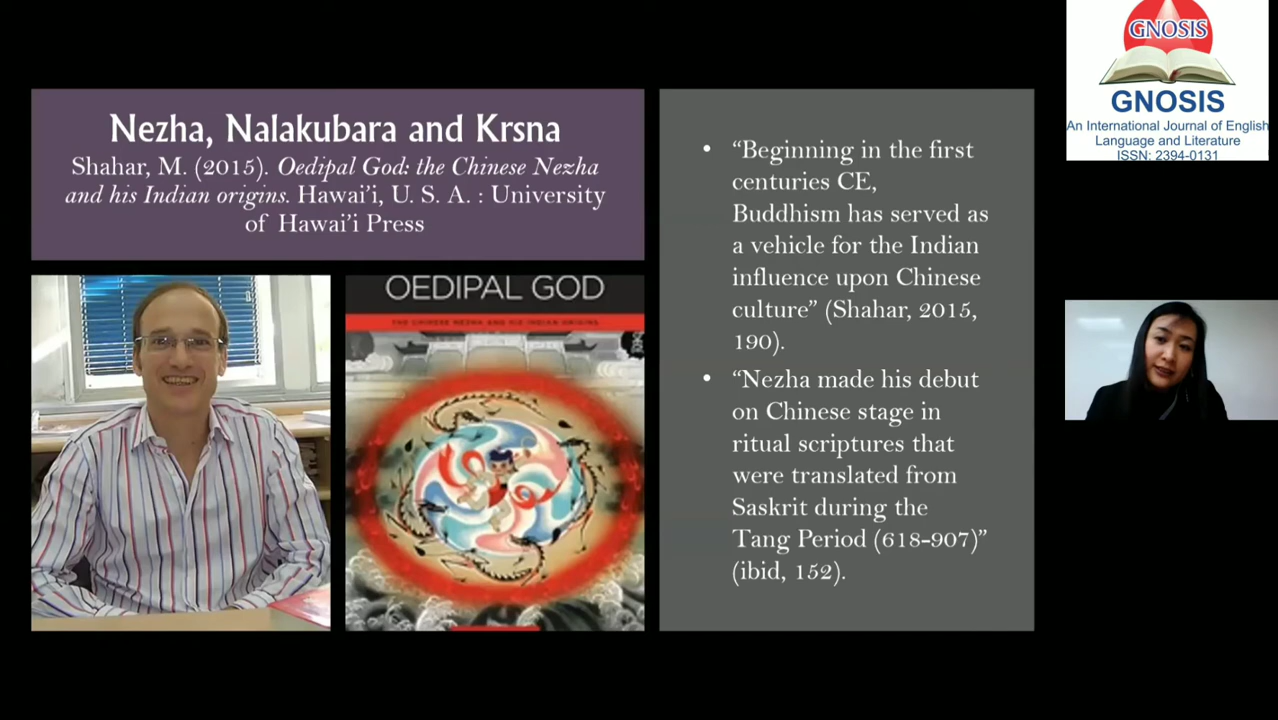 Nezha, Nalakubara and Krsna
Shahar, M. (2015). Oedipal God: the Chinese Nezha
and his Indian origins. Hawai’i, U. S. A. : University
of Hawai’i Press
OEDIPAL GOD
THE CHINESE NEZHA AND HIS INDIAN ORIGINS
• “Beginning in the first
centuries CE,
Buddhism has served as
a vehicle for the Indian
influence upon Chinese
culture” (Shahar, 2015,
190).
• “Nezha made his debut
on Chinese stage in
ritual scriptures that
were translated from
Saskrit during the
Tang Period (618-907)”
(ibid, 152).
GNOSIS
GNOSIS
An International Journal of English
Language and Literature
ISSN: 2394-0131